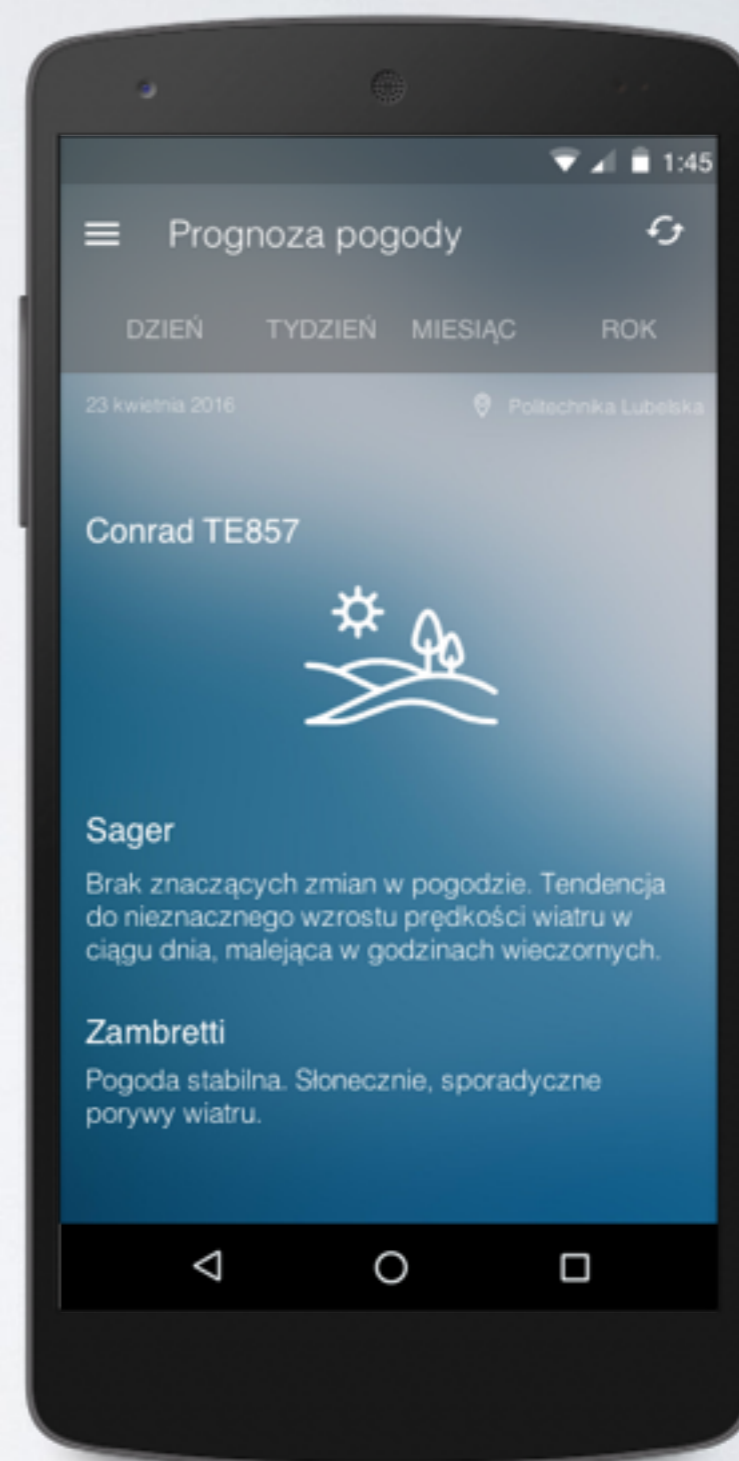 1:45
Prognoza pogody
DZIEŃ TYDZIEŃ MIESIĄC ROK
23 kwietnia 2016 Politechnika Lubelska
Conrad TE857
Sager
Brak znaczących zmian w pogodzie. Tendencja
do nieznacznego wzrostu prędkości wiatru w
ciągu dnia, malejąca w godzinach wieczornych.
Zambretti
Pogoda stabilna. Słonecznie, sporadyczne
porywy wiatru.